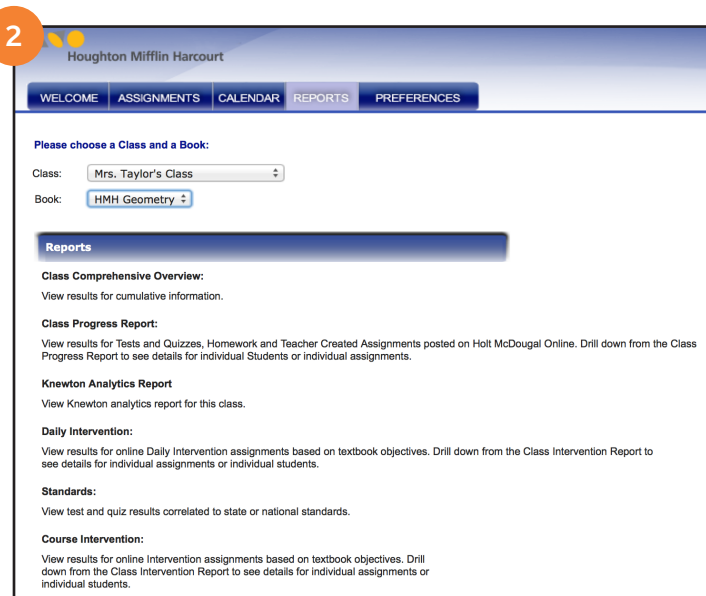 2
Houghton Mifflin Harcourt
WELCOME ASSIGNMENTS CALENDAR REPORTS PREFERENCES
Please choose a Class and a Book:
Class: Mrs. Taylor's Class
Book: HMH Geometry
Reports
Class Comprehensive Overview:
View results for cumulative information.
Class Progress Report:
View results for Tests and Quizzes, Homework and Teacher Created Assignments posted on Holt McDougal Online. Drill down from the Class
Progress Report to see details for individual Students or individual assignments.
Knewton Analytics Report
View Knewton analytics report for this class.
Daily Intervention:
View results for online Daily Intervention assignments based on textbook objectives. Drill down from the Class Intervention Report to
see details for individual assignments or individual students.
Standards:
View test and quiz results correlated to state or national standards.
Course Intervention:
View results for online Intervention assignments based on textbook objectives. Drill
down from the Class Intervention Report to see details for individual assignments or
individual students.